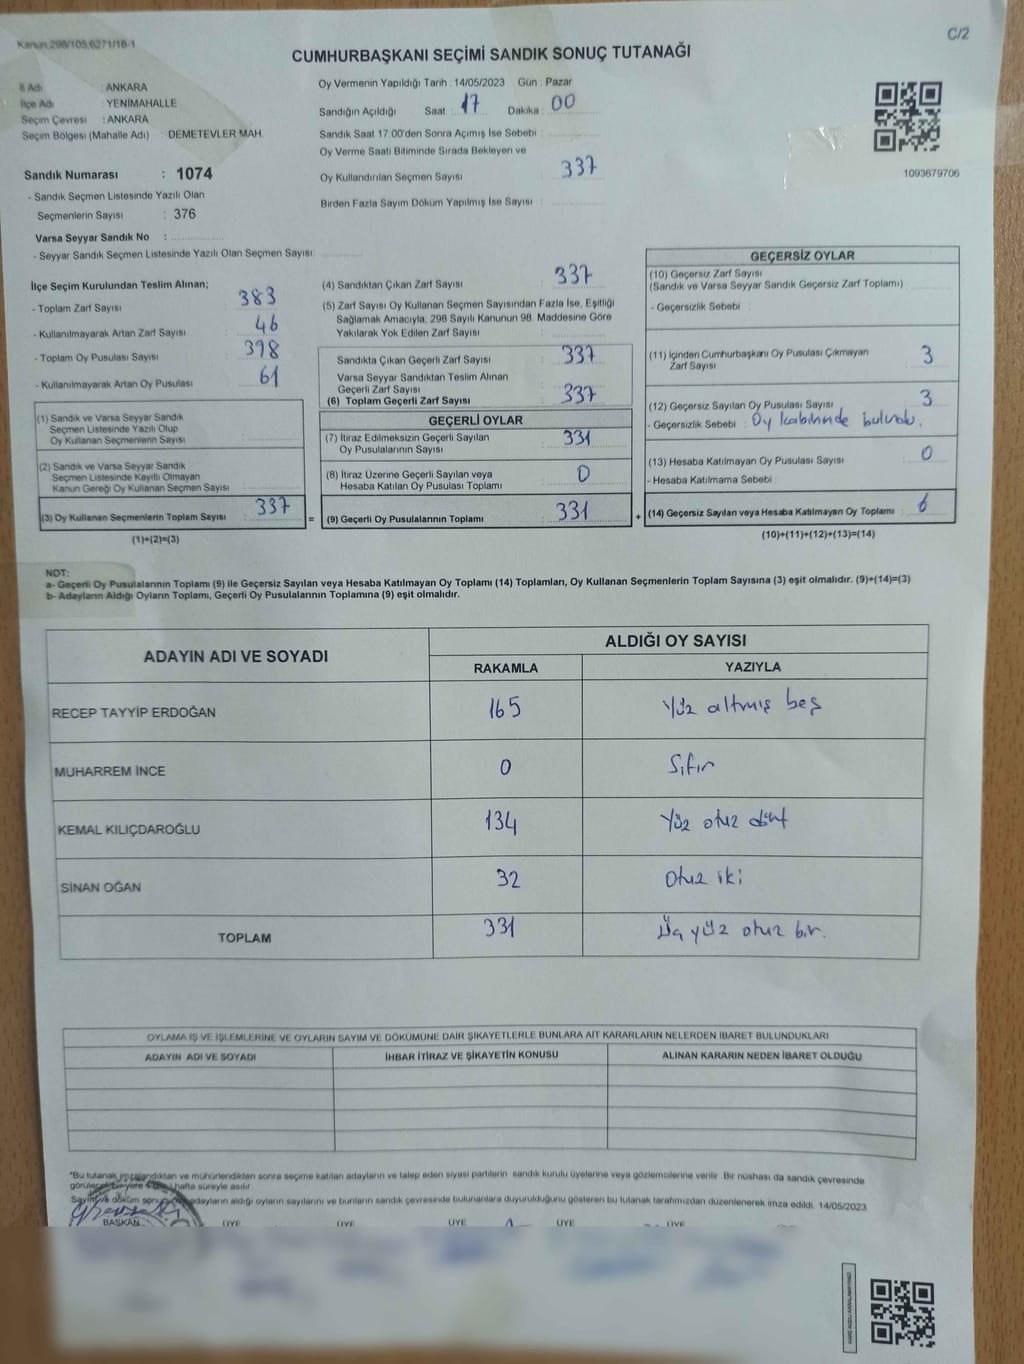 Kanun:298/105,6271/18-1
C/2
CUMHURBAŞKANI SEÇİMİ SANDIK SONUÇ TUTANAĞI
İl Adı : ANKARA
İlçe Adı : YENİMAHALLE
Seçim Çevresi : ANKARA
Seçim Bölgesi (Mahalle Adı) : DEMETEVLER MAH.
Sandık Numarası : 1074
- Sandık Seçmen Listesinde Yazılı Olan
Seçmenlerin Sayısı : 376
Varsa Seyyar Sandık No :
- Seyyar Sandık Seçmen Listesinde Yazılı Olan Seçmen Sayısı
Oy Vermenin Yapıldığı Tarih : 14/05/2023 Gün : Pazar
Sandığın Açıldığı Saat : 17 Dakika : 00
Sandık Saat 17.00'den Sonra Açımış İse Sebebi :
Oy Verme Saati Bitiminde Sırada Bekleyen ve
Oy Kullandırılan Seçmen Sayısı : 337
Birden Fazla Sayım Döküm Yapılmış İse Sayısı :
1093679706
İlçe Seçim Kurulundan Teslim Alınan;
- Toplam Zarf Sayısı : 383
- Kullanılmayarak Artan Zarf Sayısı : 46
- Toplam Oy Pusulası Sayısı : 398
- Kullanılmayarak Artan Oy Pusulası : 61
(1) Sandık ve Varsa Seyyar Sandık
Seçmen Listesinde Yazılı Olup
Oy Kullanan Seçmenlerin Sayısı
(2) Sandık ve Varsa Seyyar Sandık
Seçmen Listesinde Kayıtlı Olmayan
Kanun Gereği Oy Kullanan Seçmen Sayısı
(3) Oy Kullanan Seçmenlerin Toplam Sayısı : 337
(1)+(2)=(3)
(4) Sandıktan Çıkan Zarf Sayısı : 337
(5) Zarf Sayısı Oy Kullanan Seçmen Sayısından Fazla İse, Eşitliği
Sağlamak Amacıyla, 298 Sayılı Kanunun 98. Maddesine Göre
Yakılarak Yok Edilen Zarf Sayısı :
Sandıkta Çıkan Geçerli Zarf Sayısı : 337
Varsa Seyyar Sandıktan Teslim Alınan
Geçerli Zarf Sayısı :
(6) Toplam Geçerli Zarf Sayısı : 337
GEÇERLİ OYLAR
(7) İtiraz Edilmeksizin Geçerli Sayılan
Oy Pusulalarının Sayısı : 331
(8) İtiraz Üzerine Geçerli Sayılan veya
Hesaba Katılan Oy Pusulası Toplamı : 0
= (9) Geçerli Oy Pusulalarının Toplamı : 331
GEÇERSİZ OYLAR
(10) Geçersiz Zarf Sayısı
(Sandık ve Varsa Seyyar Sandık Geçersiz Zarf Toplamı) :
- Geçersizlik Sebebi :
(11) İçinden Cumhurbaşkanı Oy Pusulası Çıkmayan
Zarf Sayısı : 3
(12) Geçersiz Sayılan Oy Pusulası Sayısı : 3
- Geçersizlik Sebebi : Oy kabininde bulundu.
(13) Hesaba Katılmayan Oy Pusulası Sayısı : 0
- Hesaba Katılmama Sebebi :
+ (14) Geçersiz Sayılan veya Hesaba Katılmayan Oy Toplamı : 6
(10)+(11)+(12)+(13)=(14)
NOT:
a- Geçerli Oy Pusulalarının Toplamı (9) ile Geçersiz Sayılan veya Hesaba Katılmayan Oy Toplamı (14) Toplamları, Oy Kullanan Seçmenlerin Toplam Sayısına (3) eşit olmalıdır. (9)+(14)=(3)
b- Adayların Aldığı Oyların Toplamı, Geçerli Oy Pusulalarının Toplamına (9) eşit olmalıdır.
ADAYIN ADI VE SOYADI
ALDIĞI OY SAYISI
RAKAMLA YAZIYLA
RECEP TAYYİP ERDOĞAN 165 Yüz altmış beş
MUHARREM İNCE 0 Sıfır
KEMAL KILIÇDAROĞLU 134 Yüz otuz dört
SİNAN OĞAN 32 Otuz iki
TOPLAM 331 Üç yüz otuz bir.
OYLAMA İŞ VE İŞLEMLERİNE VE OYLARIN SAYIM VE DÖKÜMÜNE DAİR ŞİKAYETLERLE BUNLARA AİT KARARLARIN NELERDEN İBARET BULUNDUKLARI
ADAYIN ADI VE SOYADI İHBAR İTİRAZ VE ŞİKAYETİN KONUSU ALINAN KARARIN NEDEN İBARET OLDUĞU
*Bu tutanak imzalandıktan ve mühürlendikten sonra seçime katılan adayların ve talep eden siyasi partilerin sandık kurulu üyelerine veya gözlemcilerine verilir. Bir nüshası da sandık çevresinde
görülecek bir yere hafta süreyle asılır.
Sayım ve döküm adayların aldığı oyların sayılarını ve bunların sandık çevresinde bulunanlara duyurulduğunu gösteren bu tutanak tarafımızdan düzenlenerek imza edildi. 14/05/2023
BAŞKAN ÜYE ÜYE ÜYE ÜYE ÜYE